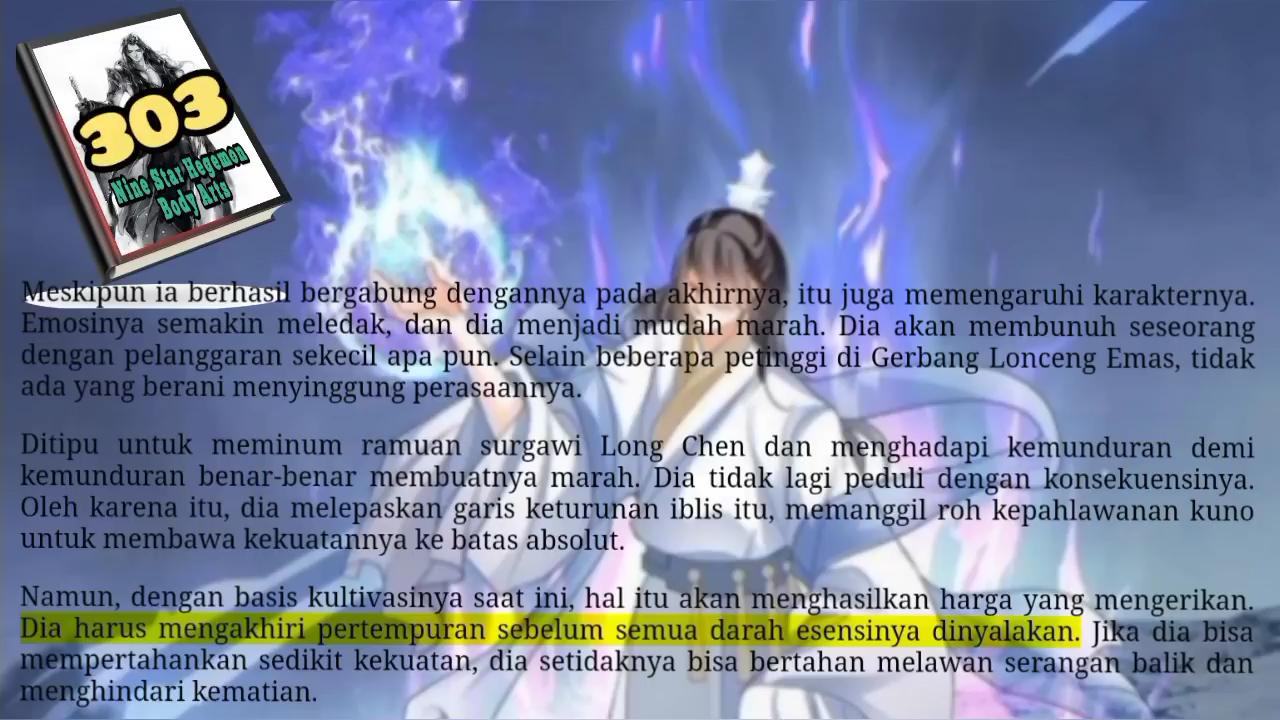 303
Nine Star Hegemon
Body Arts
Meskipun ia berhasil bergabung dengannya pada akhirnya, itu juga memengaruhi karakternya.
Emosinya semakin meledak, dan dia menjadi mudah marah. Dia akan membunuh seseorang
dengan pelanggaran sekecil apa pun. Selain beberapa petinggi di Gerbang Lonceng Emas, tidak
ada yang berani menyinggung perasaannya.
Ditipu untuk meminum ramuan surgawi Long Chen dan menghadapi kemunduran demi
kemunduran benar-benar membuatnya marah. Dia tidak lagi peduli dengan konsekuensinya.
Oleh karena itu, dia melepaskan garis keturunan iblis itu, memanggil roh kepahlawanan kuno
untuk membawa kekuatannya ke batas absolut.
Namun, dengan basis kultivasinya saat ini, hal itu akan menghasilkan harga yang mengerikan.
Dia harus mengakhiri pertempuran sebelum semua darah esensinya dinyalakan. Jika dia bisa
mempertahankan sedikit kekuatan, dia setidaknya bisa bertahan melawan serangan balik dan
menghindari kematian.